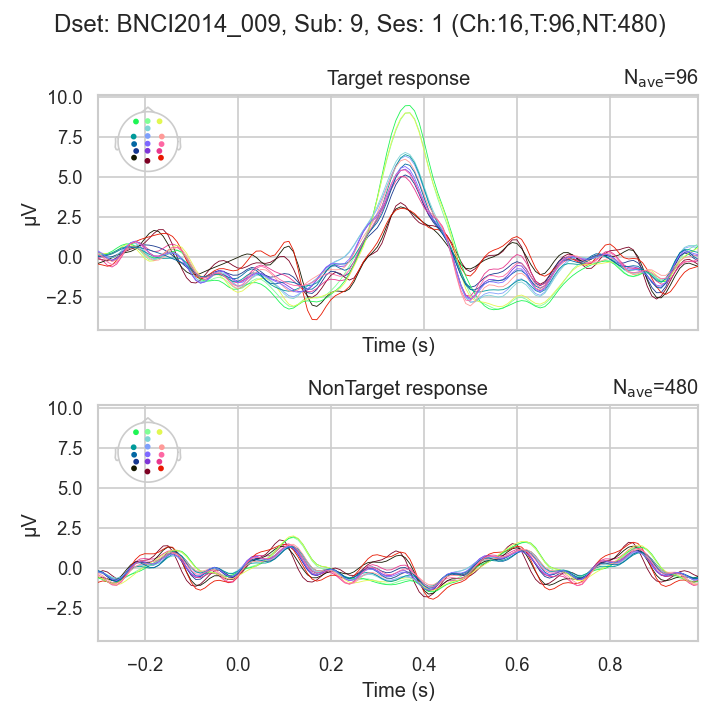 Dset: BNCI2014_009, Sub: 9, Ses: 1 (Ch:16,T:96,NT:480)
Target response
Nave=96
10.0
7.5
5.0
2.5
0.0
−2.5
µV
Time (s)
NonTarget response
Nave=480
10.0
7.5
5.0
2.5
0.0
−2.5
µV
−0.2 0.0 0.2 0.4 0.6 0.8
Time (s)